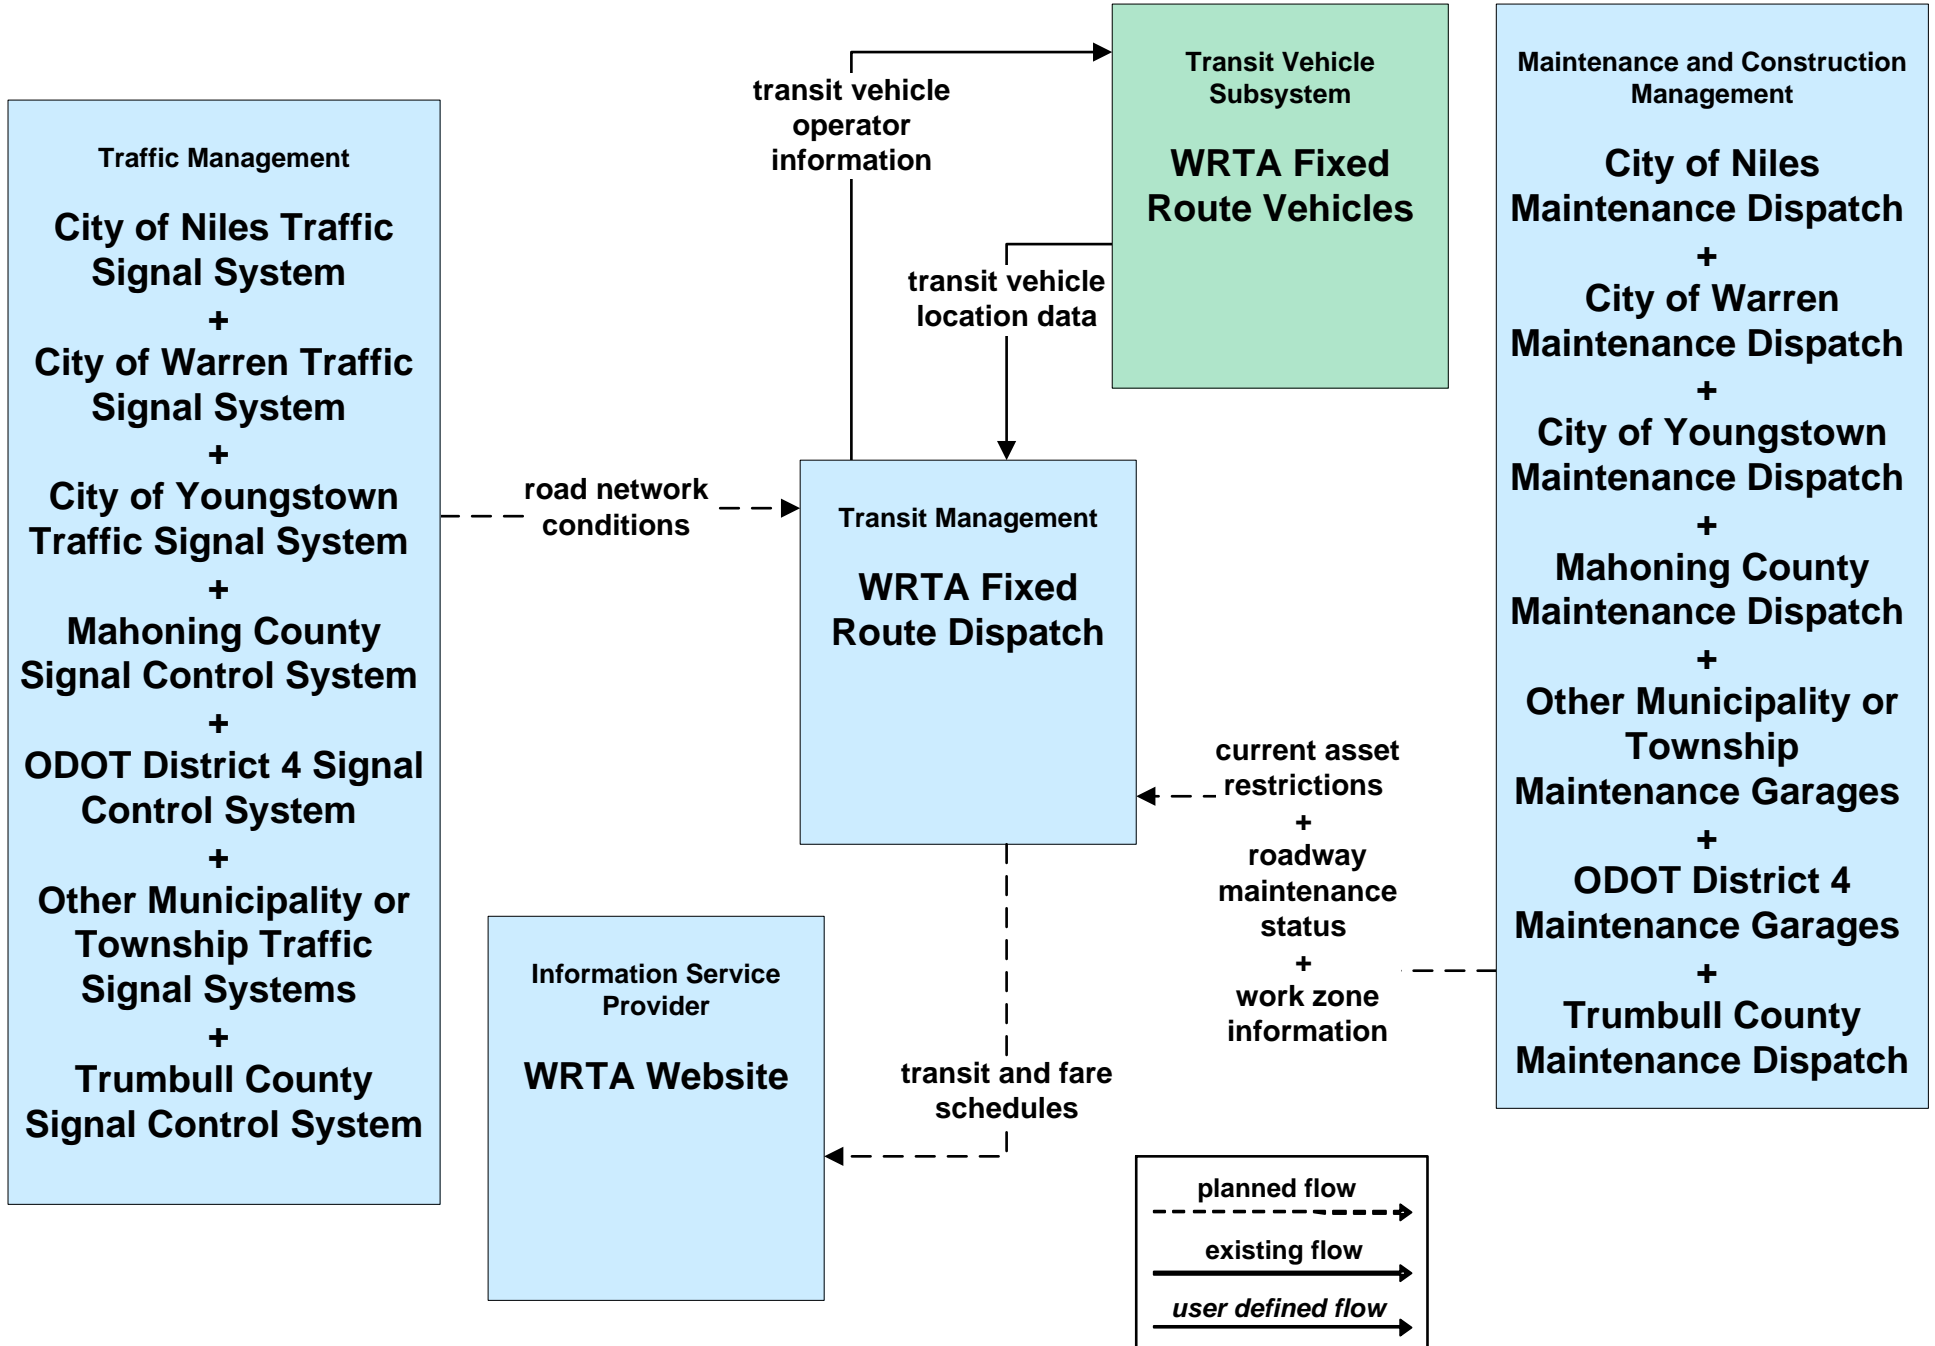 Traffic Management
City of Niles Traffic
Signal System
+
City of Warren Traffic
Signal System
+
City of Youngstown
Traffic Signal System
+
Mahoning County
Signal Control System
+
ODOT District 4 Signal
Control System
+
Other Municipality or
Township Traffic
Signal Systems
+
Trumbull County
Signal Control System
transit vehicle
operator
information
Transit Vehicle
Subsystem
WRTA Fixed
Route Vehicles
transit vehicle
location data
road network
conditions
Transit Management
WRTA Fixed
Route Dispatch
Information Service
Provider
WRTA Website
transit and fare
schedules
current asset
restrictions
+
roadway
maintenance
status
+
work zone
information
Maintenance and Construction
Management
City of Niles
Maintenance Dispatch
+
City of Warren
Maintenance Dispatch
+
City of Youngstown
Maintenance Dispatch
+
Mahoning County
Maintenance Dispatch
+
Other Municipality or
Township
Maintenance Garages
+
ODOT District 4
Maintenance Garages
+
Trumbull County
Maintenance Dispatch
planned flow
existing flow
user defined flow